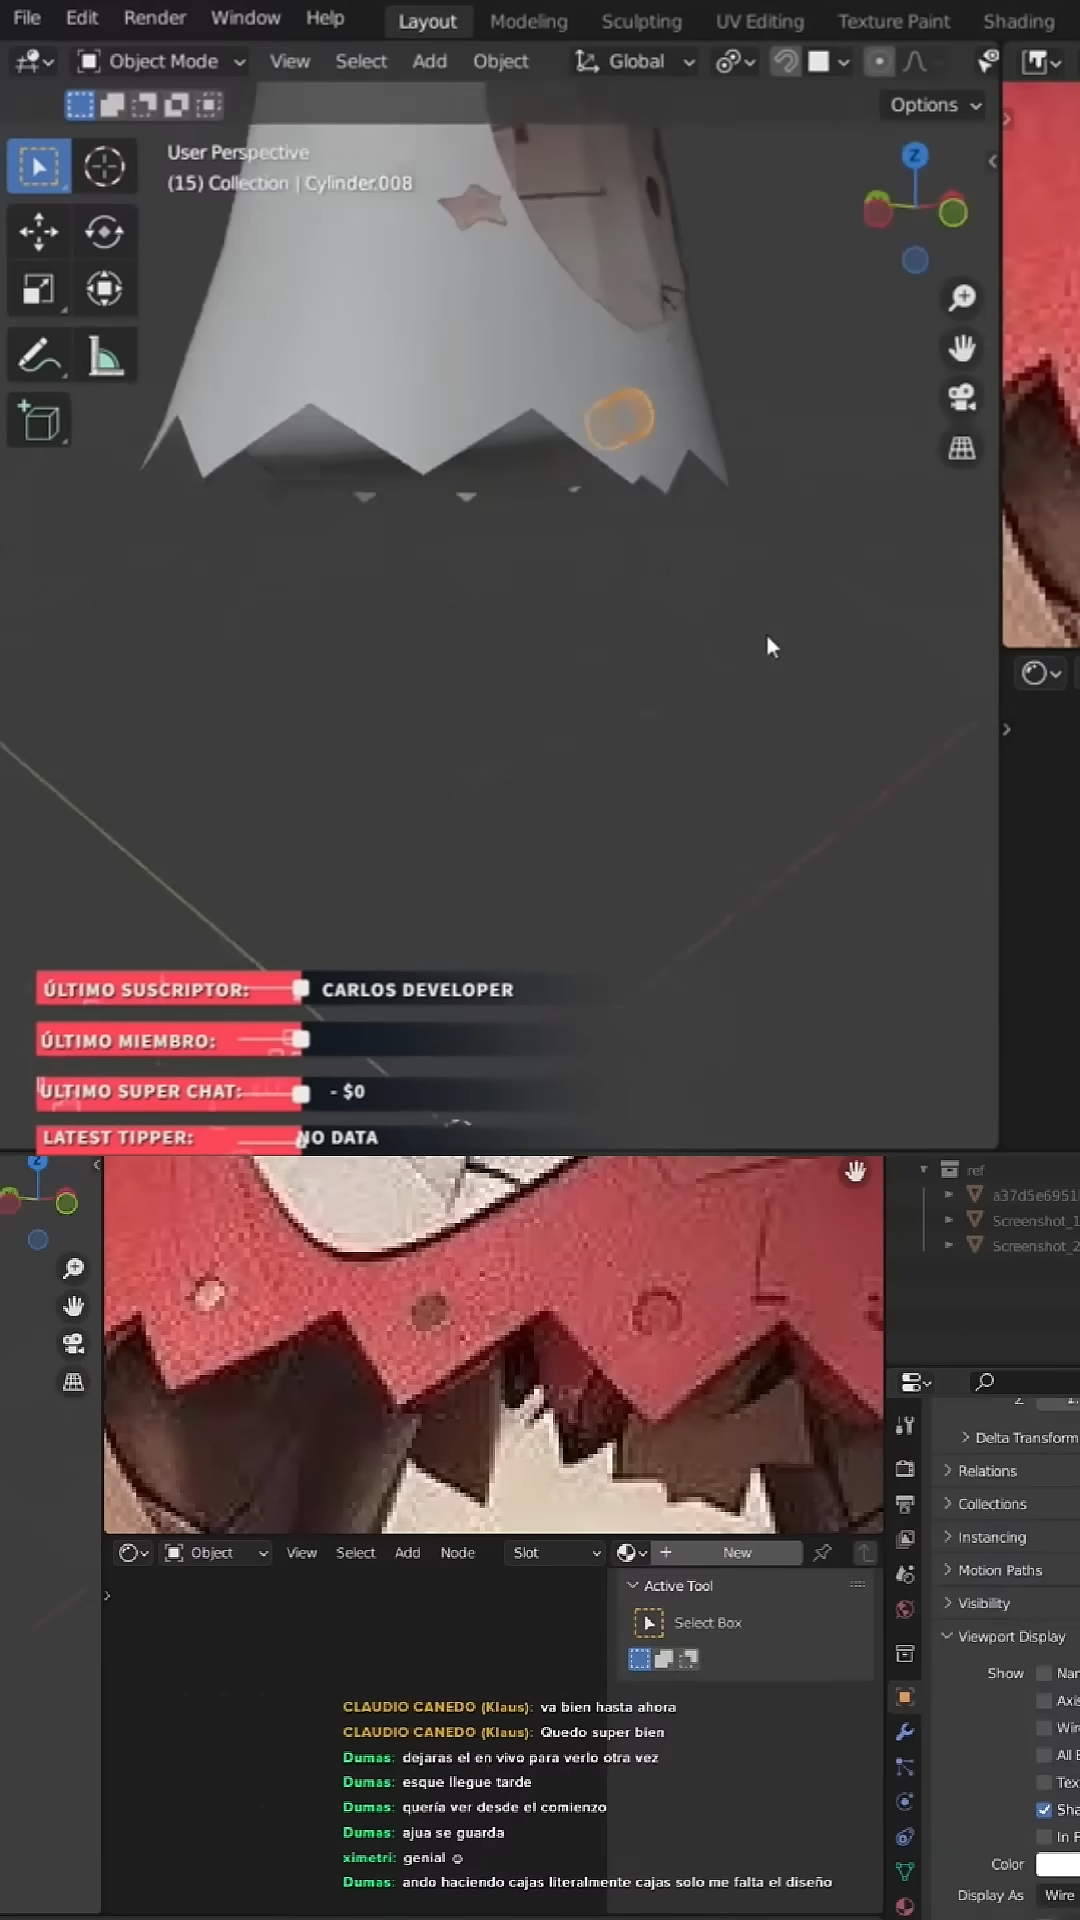 File Edit Render Window Help Layout Modeling Sculpting UV Editing Texture Paint Shading
Object Mode View Select Add Object Global
Options
User Perspective
(15) Collection | Cylinder.008
Z
ÚLTIMO SUSCRIPTOR: CARLOS DEVELOPER
ÚLTIMO MIEMBRO:
ÚLTIMO SUPER CHAT: - $0
LATEST TIPPER: NO DATA
Z
ref
a37d5e6951
Screenshot_1
Screenshot_2
Z
Delta Transform
Relations
Collections
Instancing
Motion Paths
Visibility
Viewport Display
Show
Color
Display As Wire
Object View Select Add Node Slot New
Active Tool
Select Box
CLAUDIO CANEDO (Klaus): va bien hasta ahora
CLAUDIO CANEDO (Klaus): Quedo super bien
Dumas: dejaras el en vivo para verlo otra vez
Dumas: esque llegue tarde
Dumas: quería ver desde el comienzo
Dumas: ajua se guarda
ximetri: genial ☺
Dumas: ando haciendo cajas literalmente cajas solo me falta el diseño